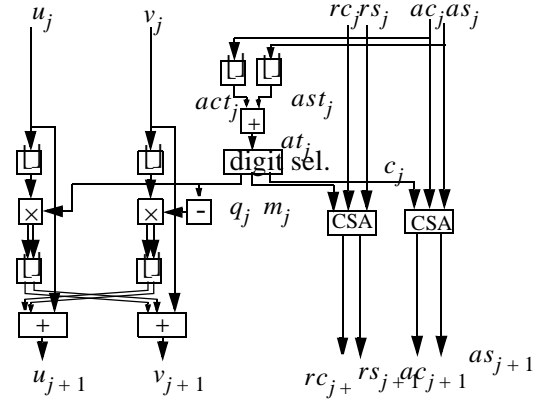 u_j v_j rc_j rs_j ac_j as_j
⌊⌋ ⌊⌋
act_j ast_j
+
at_j
⌊⌋ ⌊⌋ digit sel.
c_j
× × - q_j m_j CSA CSA
⌊⌋ ⌊⌋
+ +
u_{j+1} v_{j+1} rc_{j+} rs_{j+1} ac_{j+1} as_{j+1}